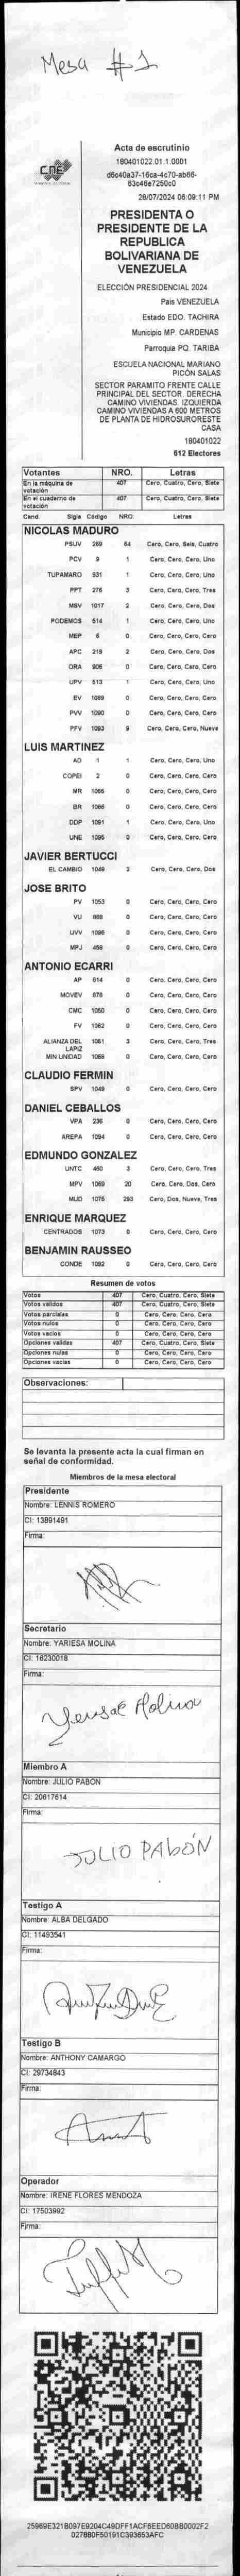 Mesa #1
CNE
Acta de escrutinio
180401022.01.1.0001
d6c40a37-16ca-4c70-ab66-
63c46e7250c0
28/07/2024 06:09:11 PM
PRESIDENTA O
PRESIDENTE DE LA
REPUBLICA
BOLIVARIANA DE
VENEZUELA
ELECCIÓN PRESIDENCIAL 2024
Pais VENEZUELA
Estado EDO. TACHIRA
Municipio MP. CARDENAS
Parroquia PQ. TARIBA
ESCUELA NACIONAL MARIANO
PICÓN SALAS
SECTOR PARAMITO FRENTE CALLE
PRINCIPAL DEL SECTOR. DERECHA
CAMINO VIVIENDAS. IZQUIERDA
CAMINO VIVIENDAS A 600 METROS
DE PLANTA DE HIDROSURORESTE
CASA
180401022
612 Electores
Votantes NRO. Letras
En la máquina de votación 407 Cero, Cuatro, Cero, Siete
En el cuaderno de votación 407 Cero, Cuatro, Cero, Siete
Cand. Sigla Código NRO. Letras
NICOLAS MADURO
PSUV 269 64 Cero, Cero, Seis, Cuatro
PCV 9 1 Cero, Cero, Cero, Uno
TUPAMARO 531 1 Cero, Cero, Cero, Uno
PPT 276 3 Cero, Cero, Cero, Tres
MSV 1017 2 Cero, Cero, Cero, Dos
PODEMOS 514 1 Cero, Cero, Cero, Uno
MEP 6 0 Cero, Cero, Cero, Cero
APC 219 2 Cero, Cero, Cero, Dos
ORA 906 0 Cero, Cero, Cero, Cero
UPV 513 1 Cero, Cero, Cero, Uno
EV 1089 0 Cero, Cero, Cero, Cero
PVV 1090 0 Cero, Cero, Cero, Cero
PFV 1093 9 Cero, Cero, Cero, Nueve
LUIS MARTINEZ
AD 1 1 Cero, Cero, Cero, Uno
COPEI 2 0 Cero, Cero, Cero, Cero
MR 1065 0 Cero, Cero, Cero, Cero
BR 1066 0 Cero, Cero, Cero, Cero
DDP 1091 1 Cero, Cero, Cero, Uno
UNE 1095 0 Cero, Cero, Cero, Cero
JAVIER BERTUCCI
EL CAMBIO 1049 2 Cero, Cero, Cero, Dos
JOSE BRITO
PV 1053 0 Cero, Cero, Cero, Cero
VU 868 0 Cero, Cero, Cero, Cero
UVV 1096 0 Cero, Cero, Cero, Cero
MPJ 458 0 Cero, Cero, Cero, Cero
ANTONIO ECARRI
AP 614 0 Cero, Cero, Cero, Cero
MOVEV 878 0 Cero, Cero, Cero, Cero
CMC 1050 0 Cero, Cero, Cero, Cero
FV 1062 0 Cero, Cero, Cero, Cero
ALIANZA DEL LAPIZ 1051 3 Cero, Cero, Cero, Tres
MIN UNIDAD 1068 0 Cero, Cero, Cero, Cero
CLAUDIO FERMIN
SPV 1048 0 Cero, Cero, Cero, Cero
DANIEL CEBALLOS
VPA 236 0 Cero, Cero, Cero, Cero
AREPA 1094 0 Cero, Cero, Cero, Cero
EDMUNDO GONZALEZ
UNTC 460 3 Cero, Cero, Cero, Tres
MPV 1069 20 Cero, Cero, Dos, Cero
MUD 1075 293 Cero, Dos, Nueve, Tres
ENRIQUE MARQUEZ
CENTRADOS 1073 0 Cero, Cero, Cero, Cero
BENJAMIN RAUSSEO
CONDE 1092 0 Cero, Cero, Cero, Cero
Resumen de votos
Votos 407 Cero, Cuatro, Cero, Siete
Votos validos 407 Cero, Cuatro, Cero, Siete
Votos parciales 0 Cero, Cero, Cero, Cero
Votos nulos 0 Cero, Cero, Cero, Cero
Votos vacios 0 Cero, Cero, Cero, Cero
Opciones validas 407 Cero, Cuatro, Cero, Siete
Opciones nulas 0 Cero, Cero, Cero, Cero
Opciones vacias 0 Cero, Cero, Cero, Cero
Observaciones:
Se levanta la presente acta la cual firman en
señal de conformidad.
Miembros de la mesa electoral
Presidente
Nombre: LENNIS ROMERO
CI: 13891491
Firma:
Secretario
Nombre: YARIESA MOLINA
CI: 16230018
Firma:
Miembro A
Nombre: JULIO PABON
CI: 20617614
Firma:
JULIO PABÓN
Testigo A
Nombre: ALBA DELGADO
CI: 11493541
Firma:
Testigo B
Nombre: ANTHONY CAMARGO
CI: 29734843
Firma:
Operador
Nombre: IRENE FLORES MENDOZA
CI: 17503992
Firma:
25969E321B097E9204C49DFF1ACF6EED60BB0002F2
027880F50191C393653AFC